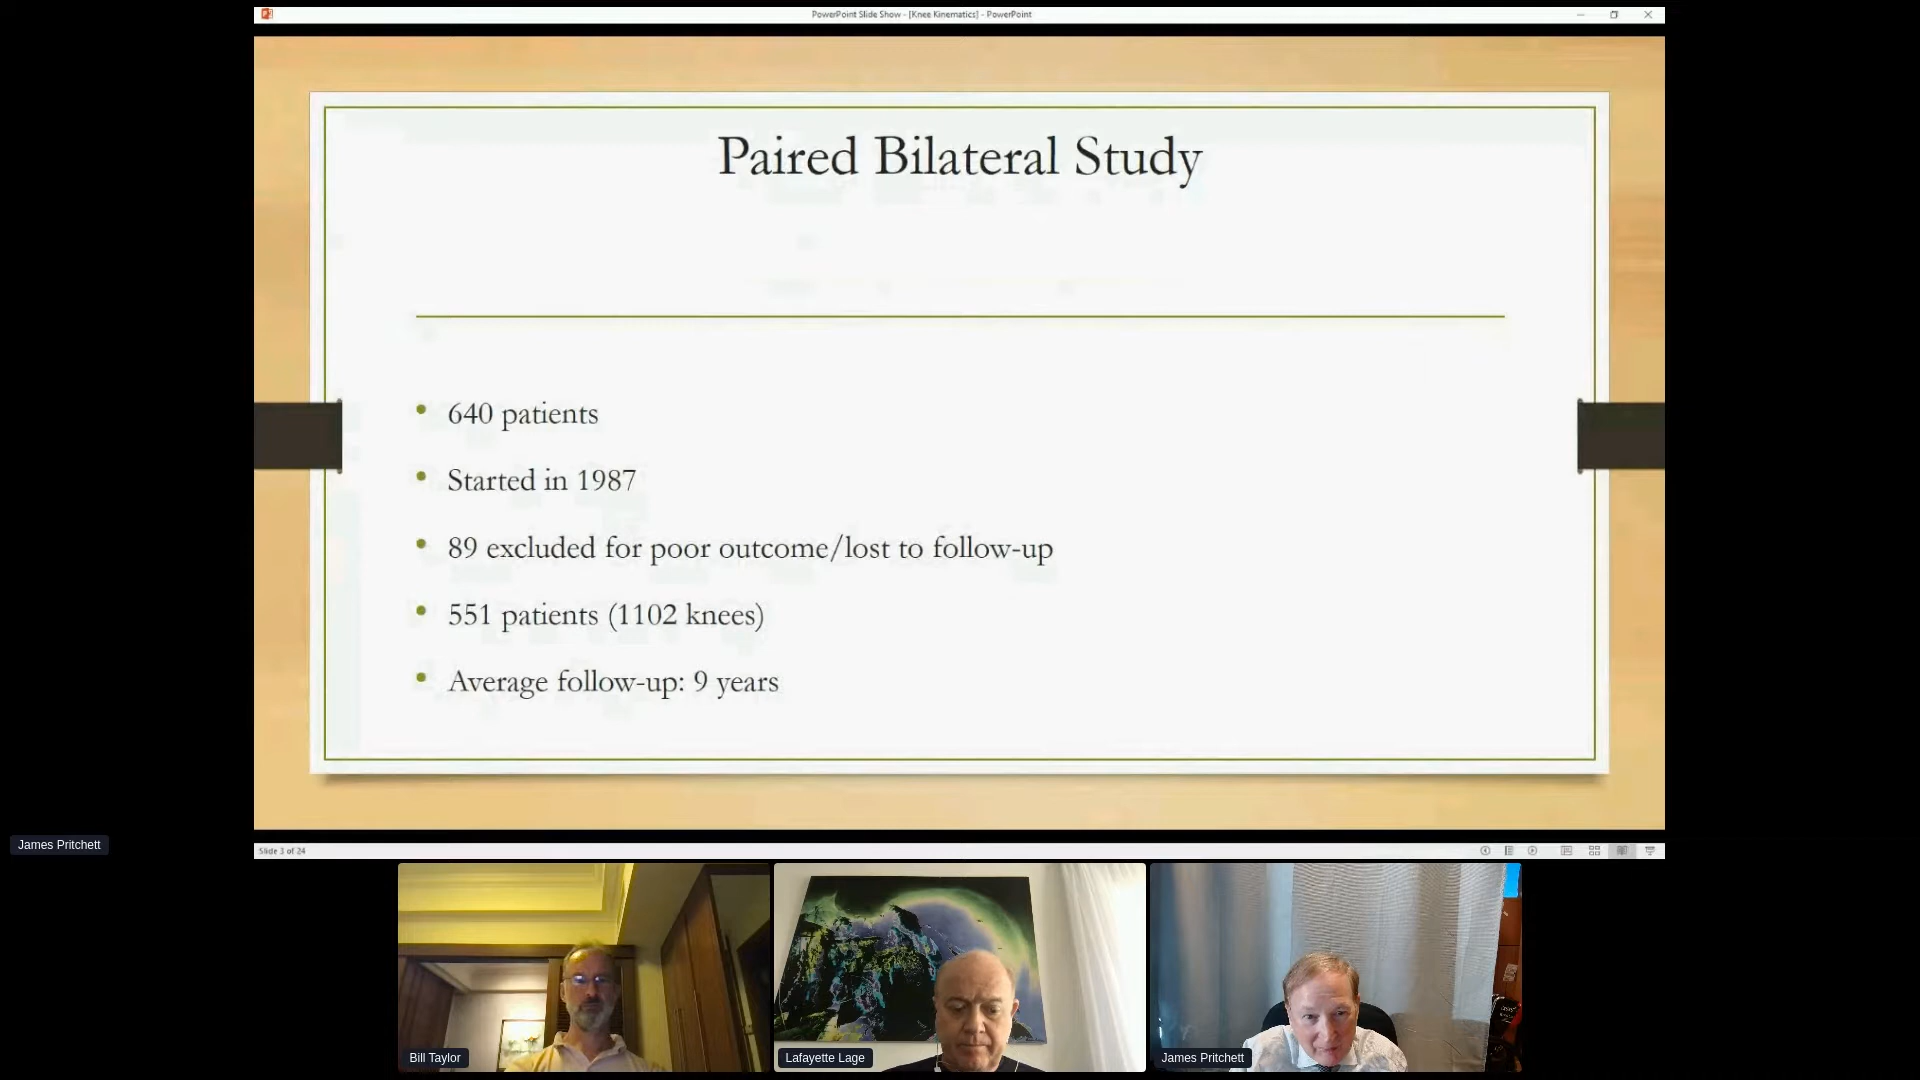 PowerPoint Slide Show - [Knee Kinematics] - PowerPoint
Paired Bilateral Study
• 640 patients
• Started in 1987
• 89 excluded for poor outcome/lost to follow-up
• 551 patients (1102 knees)
• Average follow-up: 9 years
James Pritchett
Slide 3 of 24
Bill Taylor
Lafayette Lage
James Pritchett